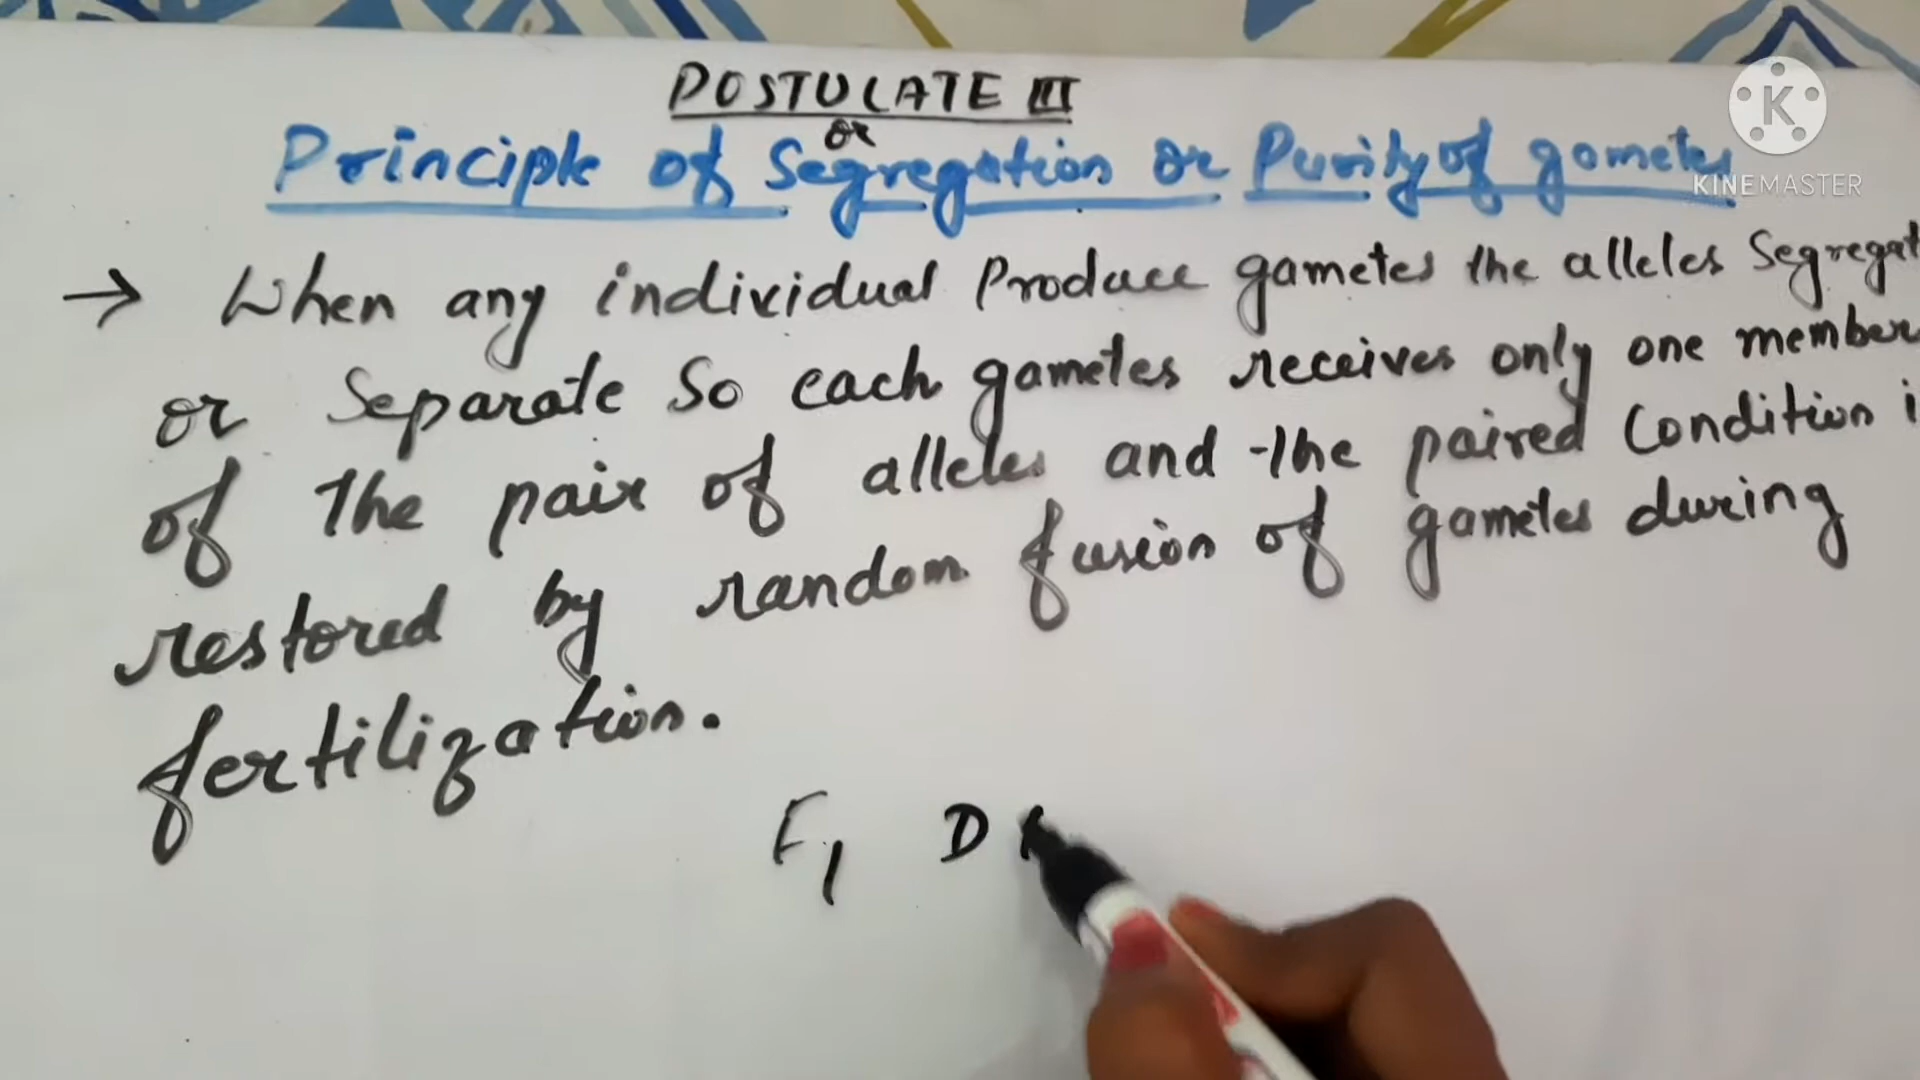 POSTULATE III
or
Principle of Segregation or Purity of gametes
KINEMASTER
→ When any individual Produce gametes the alleles Segregat
or Separate So each gametes receives only one member
of The pair of alleles and the paired Condition i
restored by random fusion of gametes during
fertilization.
F1 D